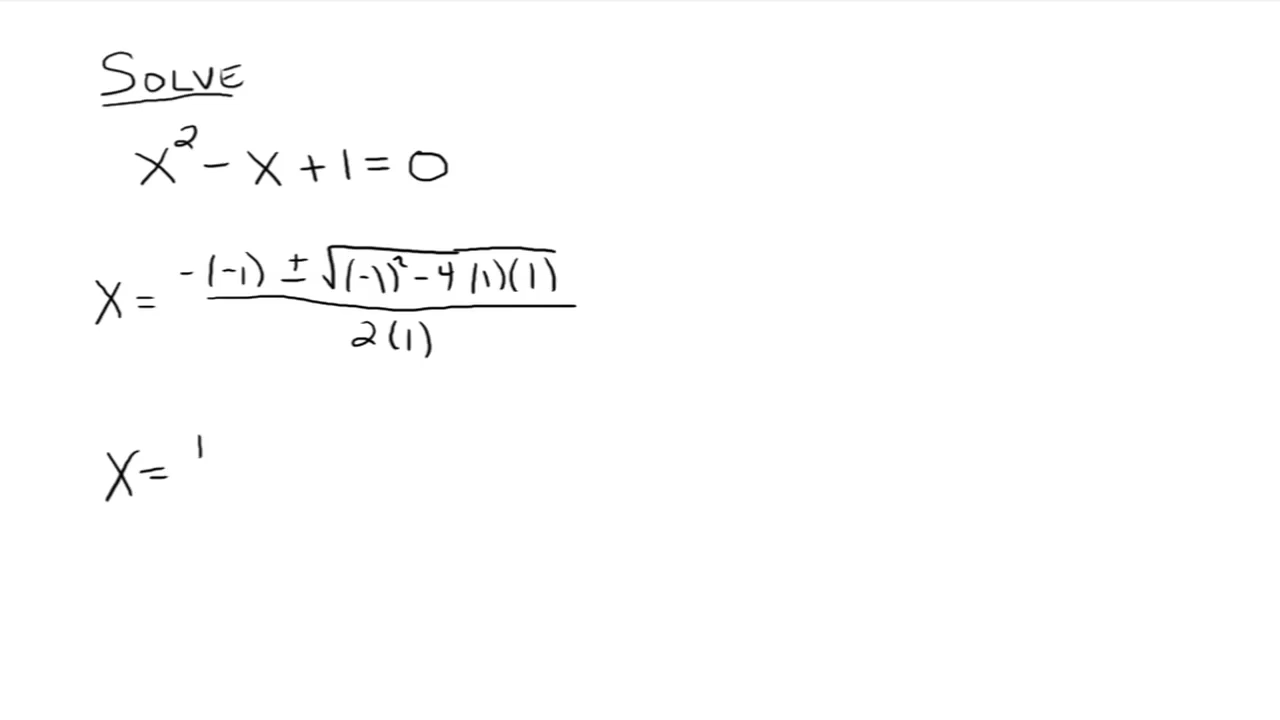 SOLVE
x² - x + 1 = 0
x = -(-1) ± √(-1)² - 4(1)(1)
2(1)
x = 1